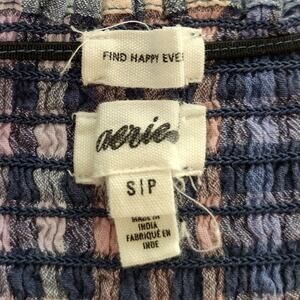 FIND HAPPY EVE
aerie
S|P
MADE IN
INDIA
FABRIQUÉ EN
INDE